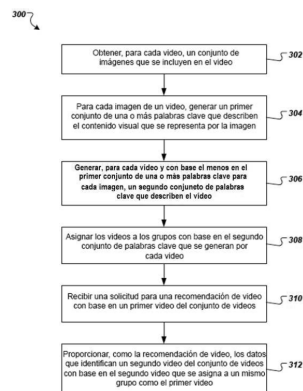 300
Obtener, para cada video, un conjunto de
imágenes que se incluyen en el video
302
Para cada imagen de un video, generar un primer
conjunto de una o más palabras clave que describen
el contenido visual que se representa por la imagen
304
Generar, para cada video y con base el menos en el
primer conjunto de una o más palabras clave para
cada imagen, un segundo conjuneto de palabras
clave que describen el video
306
Asignar los videos a los grupos con base en el segundo
conjunto de palabras clave que se generan por
cada video
308
Recibir una solicitud para una recomendación de video
con base en un primer video del conjunto de videos
310
Proporcionar, como la recomendación de video, los datos
que identifican un segundo video del conjunto de videos
con base en el segundo video que se asigna a un mismo
grupo como el primer video
312